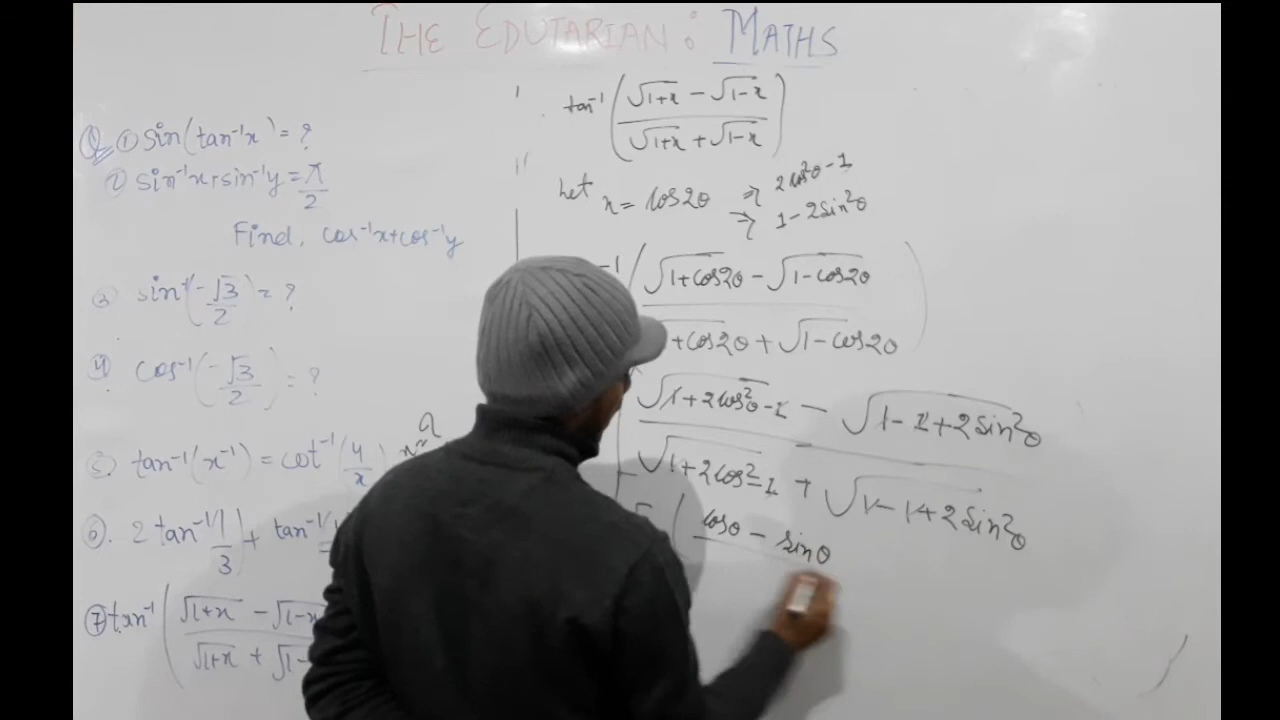 THE EDUTARIAN : MATHS
Q ① sin(tan⁻¹x) = ?
② sin⁻¹x + sin⁻¹y = π/2
Find, cos⁻¹x + cos⁻¹y
③ sin⁻¹(-√3/2) = ?
④ cos⁻¹(-√3/2) = ?
⑤. tan⁻¹(x⁻¹) = cot⁻¹(4/x)
⑥. 2 tan⁻¹(1/3) + tan⁻¹
⑦ tan⁻¹( (√1+x - √1-x) / (√1+x + √1-
tan⁻¹( (√1+x - √1-x) / (√1+x + √1-x) )
Let x = cos2θ ⇒ 2cos²θ - 1
⇒ 1 - 2sin²θ
⁻¹( (√1+cos2θ - √1-cos2θ) / (+cos2θ + √1-cos2θ) )
(√1+2cos²θ-1 - √1-1+2sin²θ) / (√1+2cos²-1 + √1-1+2sin²θ)
( cosθ - sinθ